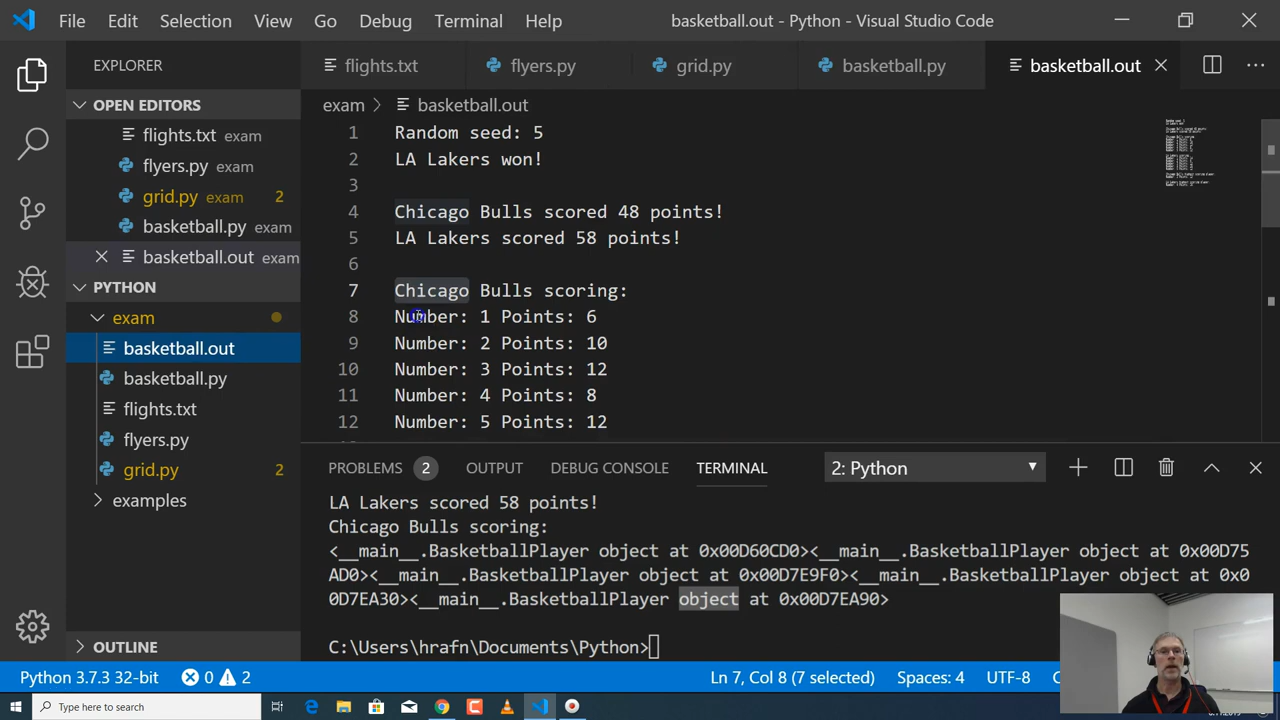 File Edit Selection View Go Debug Terminal Help basketball.out - Python - Visual Studio Code
EXPLORER
flights.txt flyers.py grid.py basketball.py basketball.out
OPEN EDITORS
flights.txt exam
flyers.py exam
grid.py exam 2
basketball.py exam
basketball.out exam
PYTHON
exam
basketball.out
basketball.py
flights.txt
flyers.py
grid.py 2
examples
OUTLINE
exam > basketball.out
1 Random seed: 5
2 LA Lakers won!
3
4 Chicago Bulls scored 48 points!
5 LA Lakers scored 58 points!
6
7 Chicago Bulls scoring:
8 Number: 1 Points: 6
9 Number: 2 Points: 10
10 Number: 3 Points: 12
11 Number: 4 Points: 8
12 Number: 5 Points: 12
PROBLEMS 2 OUTPUT DEBUG CONSOLE TERMINAL 2: Python
LA Lakers scored 58 points!
Chicago Bulls scoring:
<__main__.BasketballPlayer object at 0x00D60CD0><__main__.BasketballPlayer object at 0x00D75
AD0><__main__.BasketballPlayer object at 0x00D7E9F0><__main__.BasketballPlayer object at 0x0
0D7EA30><__main__.BasketballPlayer object at 0x00D7EA90>
C:\Users\hrafn\Documents\Python>
Python 3.7.3 32-bit 0 2 Ln 7, Col 8 (7 selected) Spaces: 4 UTF-8
Type here to search